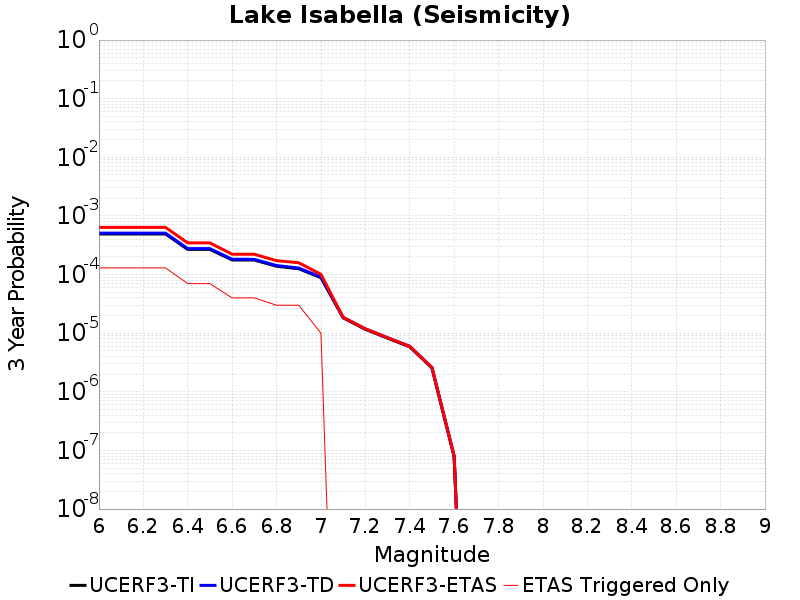 Lake Isabella (Seismicity)
10^0
10^-1
10^-2
10^-3
10^-4
10^-5
10^-6
10^-7
10^-8
3 Year Probability
6 6.2 6.4 6.6 6.8 7 7.2 7.4 7.6 7.8 8 8.2 8.4 8.6 8.8 9
Magnitude
UCERF3-TI UCERF3-TD UCERF3-ETAS ETAS Triggered Only